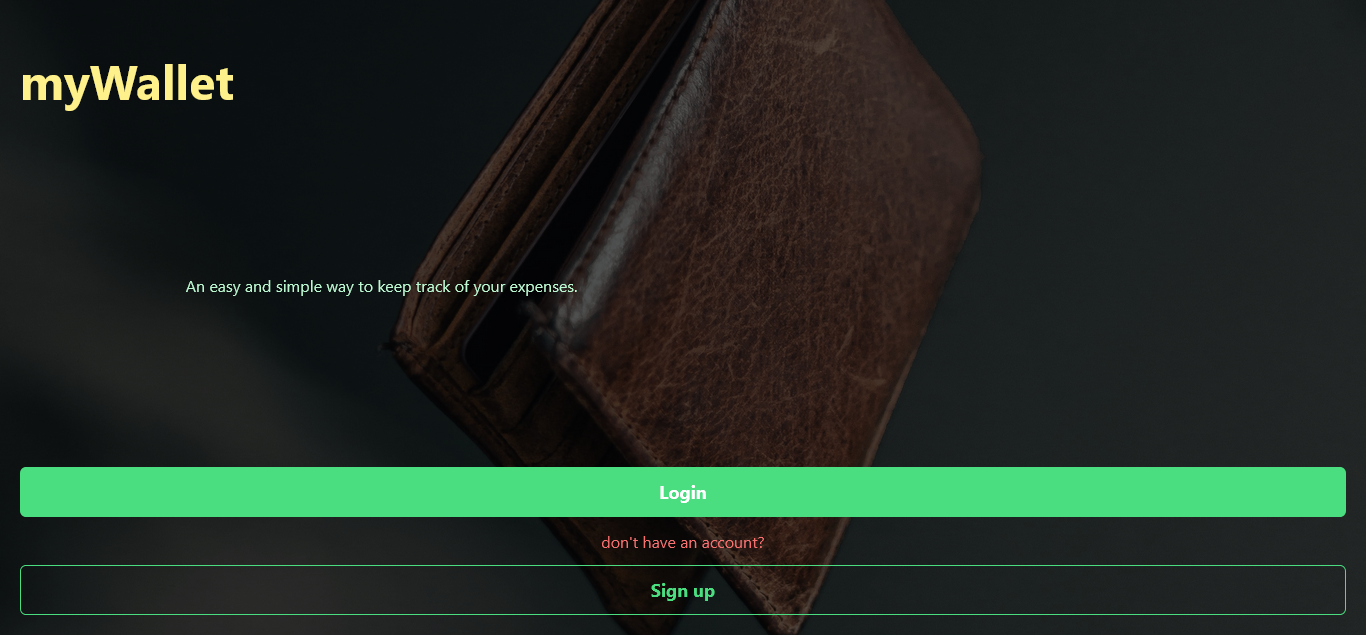 myWallet
An easy and simple way to keep track of your expenses.
Login
don't have an account?
Sign up